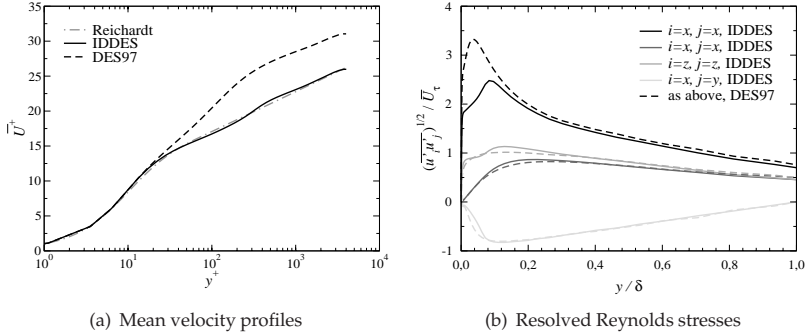 35
30
25
20
15
10
5
0
U̅⁺
Reichardt
IDDES
DES97
10⁰ 10¹ 10² 10³ 10⁴
y⁺
(a) Mean velocity profiles
4
3
2
1
0
-1
(u'ᵢu'ⱼ)¹/² / U̅τ
i=x, j=x, IDDES
i=x, j=x, IDDES
i=z, j=z, IDDES
i=x, j=y, IDDES
as above, DES97
0,0 0,2 0,4 0,6 0,8 1,0
y / δ
(b) Resolved Reynolds stresses